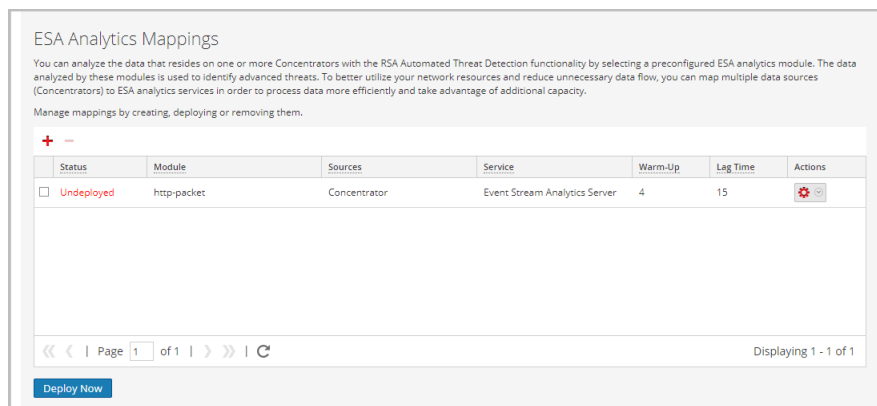 ESA Analytics Mappings
You can analyze the data that resides on one or more Concentrators with the RSA Automated Threat Detection functionality by selecting a preconfigured ESA analytics module. The data
analyzed by these modules is used to identify advanced threats. To better utilize your network resources and reduce unnecessary data flow, you can map multiple data sources
(Concentrators) to ESA analytics services in order to process data more efficiently and take advantage of additional capacity.
Manage mappings by creating, deploying or removing them.
Status Module Sources Service Warm-Up Lag Time Actions
Undeployed http-packet Concentrator Event Stream Analytics Server 4 15
Page 1 of 1 Displaying 1 - 1 of 1
Deploy Now